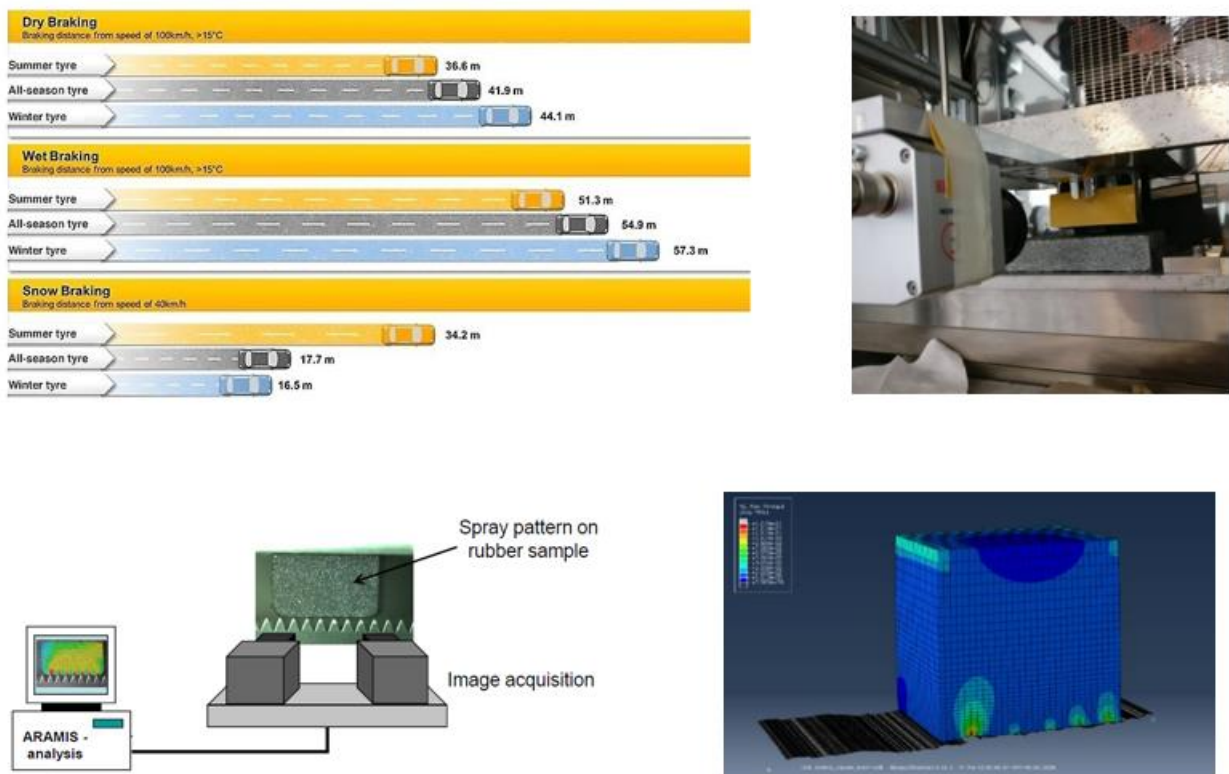 Dry Braking
Braking distance from speed of 100km/h, >15°C
Summer tyre
36.6 m
All-season tyre
41.9 m
Winter tyre
44.1 m
Wet Braking
Braking distance from speed of 100km/h, >15°C
Summer tyre
51.3 m
All-season tyre
54.9 m
Winter tyre
57.3 m
Snow Braking
Braking distance from speed of 40km/h
Summer tyre
34.2 m
All-season tyre
17.7 m
Winter tyre
16.5 m
Spray pattern on
rubber sample
Image acquisition
ARAMIS -
analysis